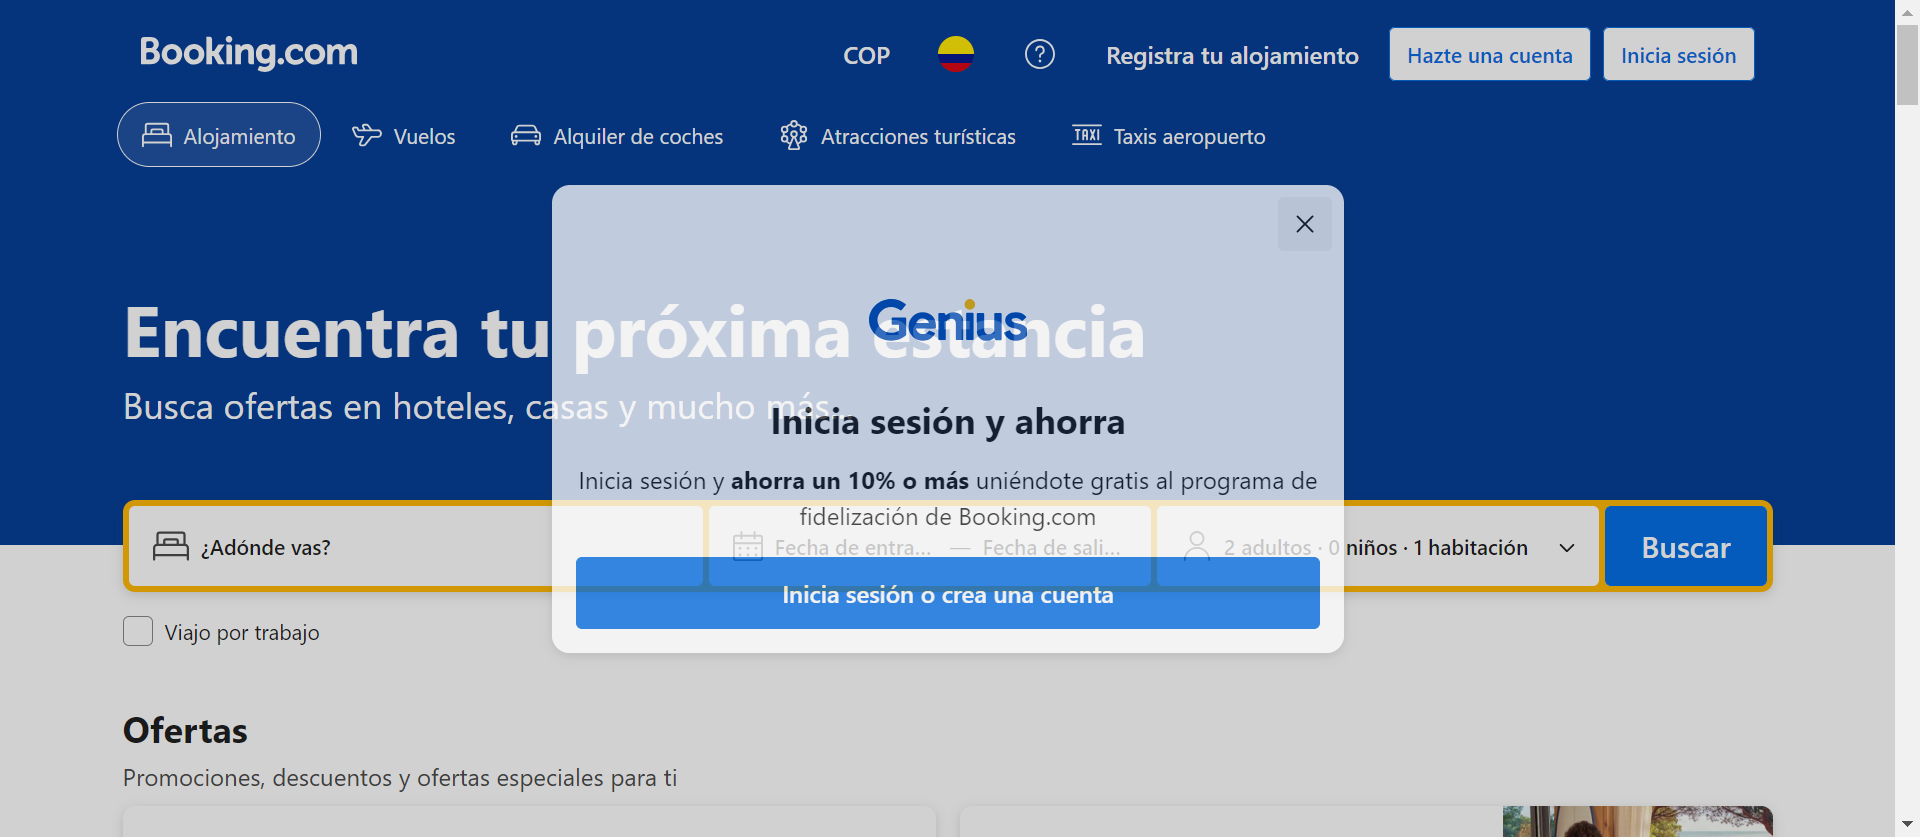 Booking.com
COP
Registra tu alojamiento
Hazte una cuenta
Inicia sesión
Alojamiento
Vuelos
Alquiler de coches
Atracciones turísticas
TAXI
Taxis aeropuerto
Genius
Encuentra tu próxima estancia
Busca ofertas en hoteles, casas y mucho más...
Inicia sesión y ahorra
Inicia sesión y ahorra un 10% o más uniéndote gratis al programa de
fidelización de Booking.com
¿Adónde vas?
Fecha de entra... — Fecha de sali...
2 adultos · 0 niños · 1 habitación
Buscar
Inicia sesión o crea una cuenta
Viajo por trabajo
Ofertas
Promociones, descuentos y ofertas especiales para ti